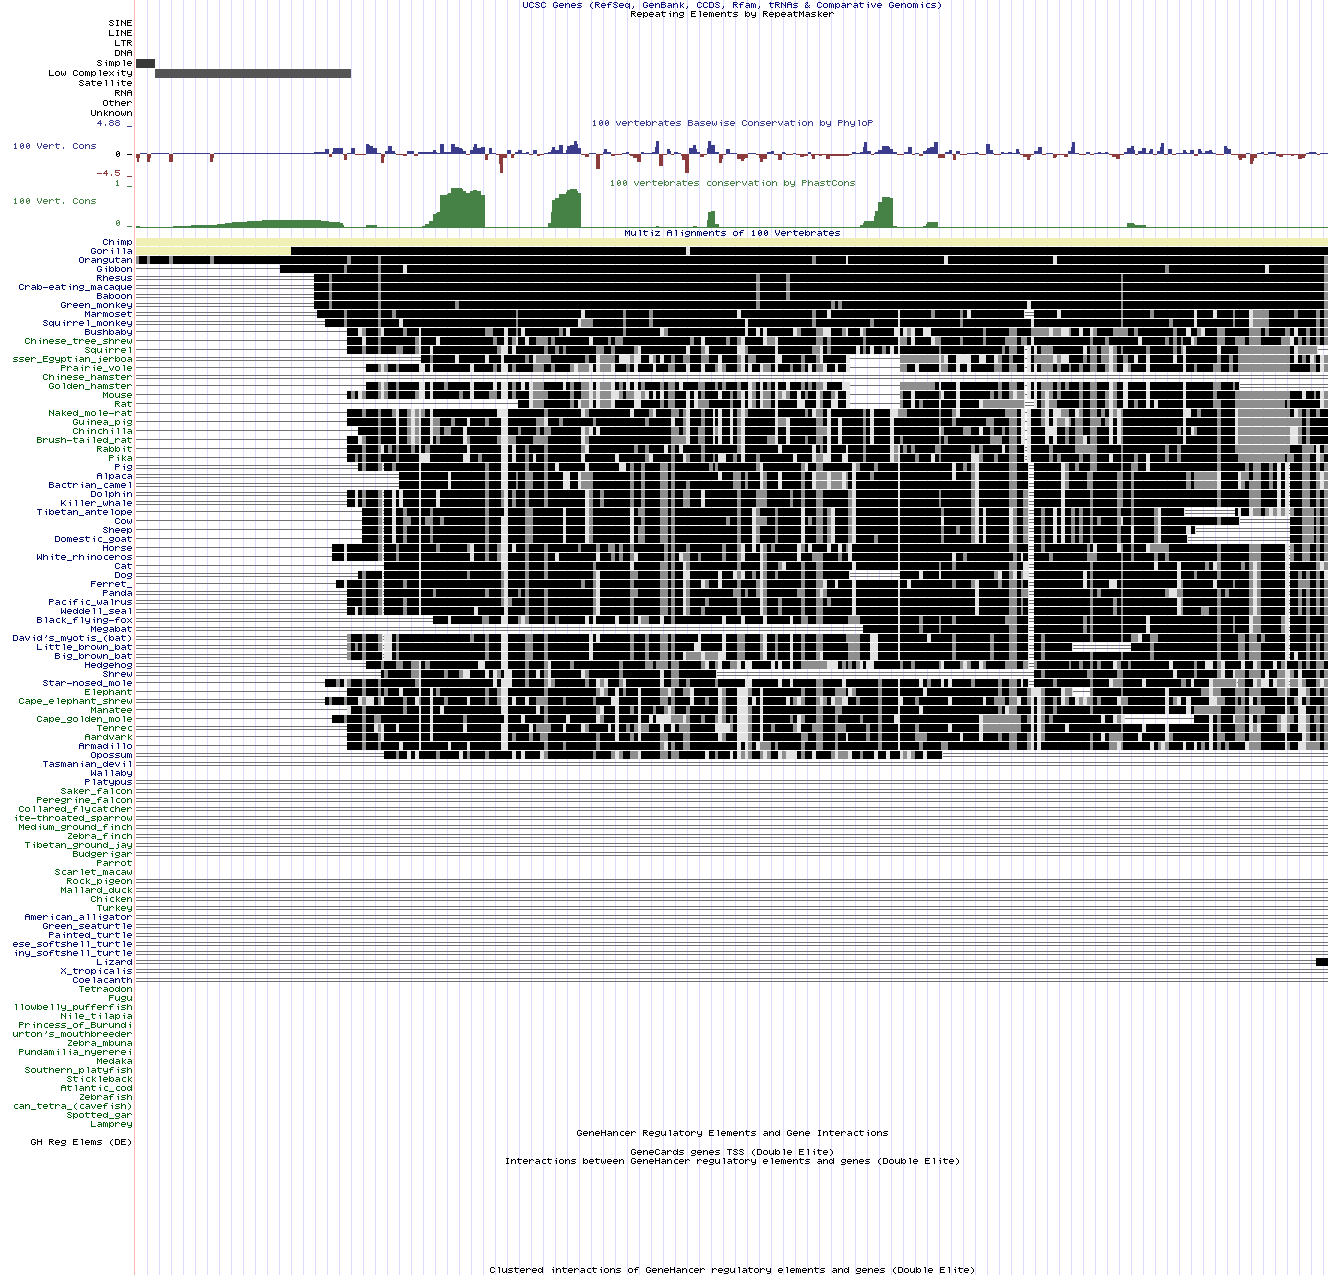 UCSC Genes (RefSeq, GenBank, CCDS, Rfam, tRNAs & Comparative Genomics)
Repeating Elements by RepeatMasker
SINE
LINE
LTR
DNA
Simple
Low Complexity
Satellite
RNA
Other
Unknown
4.88 _
100 vertebrates Basewise Conservation by PhyloP
100 Vert. Cons
0 -
-4.5 _
1 _
100 vertebrates conservation by PhastCons
100 Vert. Cons
0 _
Multiz Alignments of 100 Vertebrates
Chimp
Gorilla
Orangutan
Gibbon
Rhesus
Crab-eating_macaque
Baboon
Green_monkey
Marmoset
Squirrel_monkey
Bushbaby
Chinese_tree_shrew
Squirrel
sser_Egyptian_jerboa
Prairie_vole
Chinese_hamster
Golden_hamster
Mouse
Rat
Naked_mole-rat
Guinea_pig
Chinchilla
Brush-tailed_rat
Rabbit
Pika
Pig
Alpaca
Bactrian_camel
Dolphin
Killer_whale
Tibetan_antelope
Cow
Sheep
Domestic_goat
Horse
White_rhinoceros
Cat
Dog
Ferret_
Panda
Pacific_walrus
Weddell_seal
Black_flying-fox
Megabat
David's_myotis_(bat)
Little_brown_bat
Big_brown_bat
Hedgehog
Shrew
Star-nosed_mole
Elephant
Cape_elephant_shrew
Manatee
Cape_golden_mole
Tenrec
Aardvark
Armadillo
Opossum
Tasmanian_devil
Wallaby
Platypus
Saker_falcon
Peregrine_falcon
Collared_flycatcher
ite-throated_sparrow
Medium_ground_finch
Zebra_finch
Tibetan_ground_jay
Budgerigar
Parrot
Scarlet_macaw
Rock_pigeon
Mallard_duck
Chicken
Turkey
American_alligator
Green_seaturtle
Painted_turtle
ese_softshell_turtle
iny_softshell_turtle
Lizard
X_tropicalis
Coelacanth
Tetraodon
Fugu
llowbelly_pufferfish
Nile_tilapia
Princess_of_Burundi
urton's_mouthbreeder
Zebra_mbuna
Pundamilia_nyererei
Medaka
Southern_platyfish
Stickleback
Atlantic_cod
Zebrafish
can_tetra_(cavefish)
Spotted_gar
Lamprey
GeneHancer Regulatory Elements and Gene Interactions
GH Reg Elems (DE)
GeneCards genes TSS (Double Elite)
Interactions between GeneHancer regulatory elements and genes (Double Elite)
Clustered interactions of GeneHancer regulatory elements and genes (Double Elite)